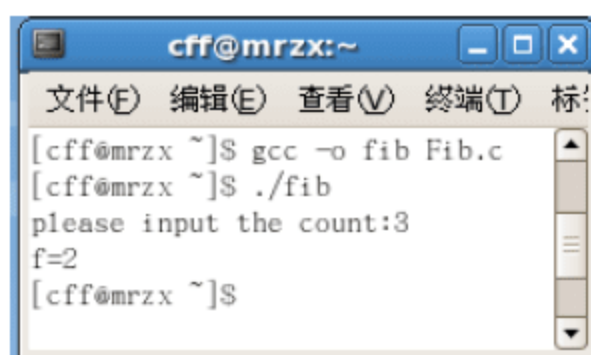 cff@mrzx:~
文件(F) 编辑(E) 查看(V) 终端(T)
[cff@mrzx ~]$ gcc -o fib Fib.c
[cff@mrzx ~]$ ./fib
please input the count:3
f=2
[cff@mrzx ~]$